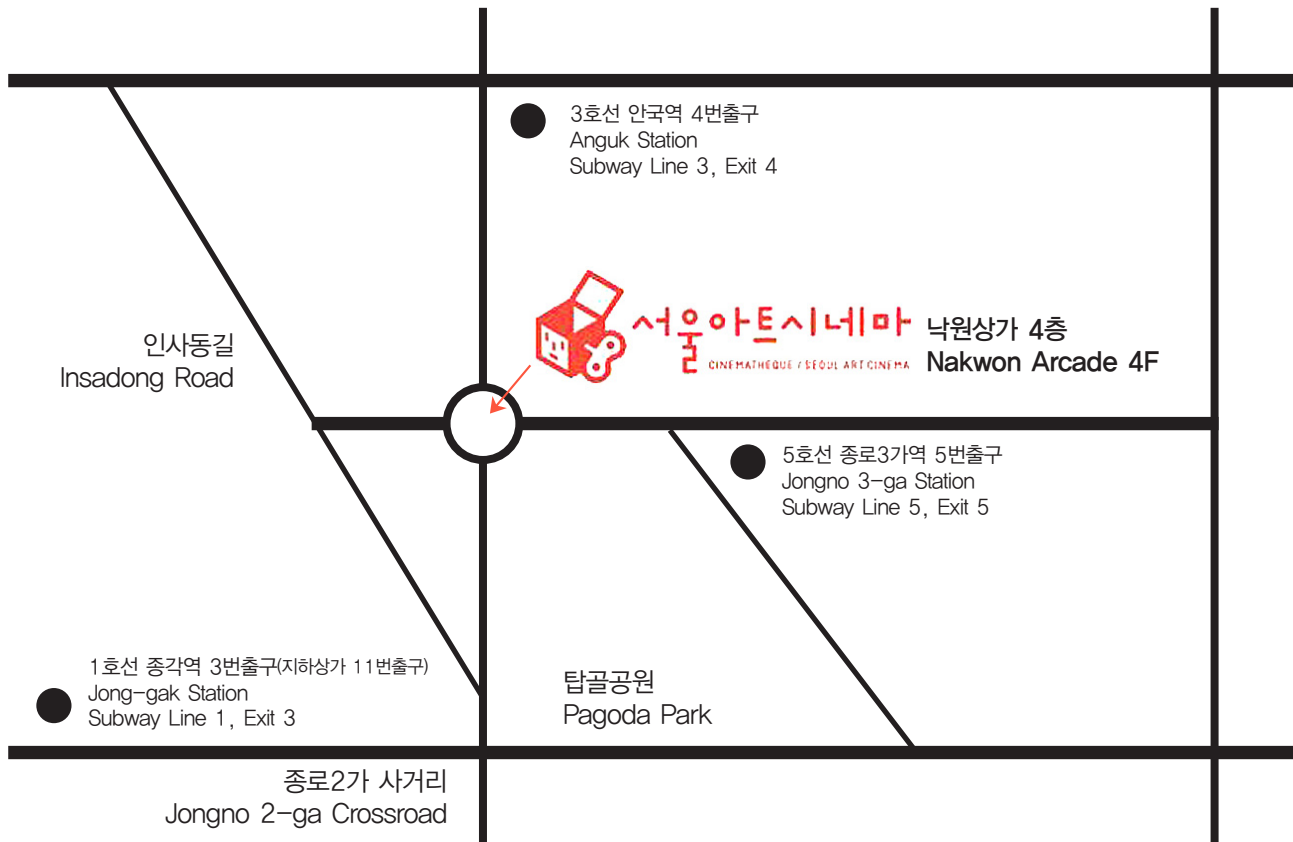 3호선 안국역 4번출구
Anguk Station
Subway Line 3, Exit 4
서울아트시네마
CINEMATHEQUE / SEOUL ART CINEMA
낙원상가 4층
Nakwon Arcade 4F
인사동길
Insadong Road
5호선 종로3가역 5번출구
Jongno 3-ga Station
Subway Line 5, Exit 5
1호선 종각역 3번출구(지하상가 11번출구)
Jong-gak Station
Subway Line 1, Exit 3
탑골공원
Pagoda Park
종로2가 사거리
Jongno 2-ga Crossroad